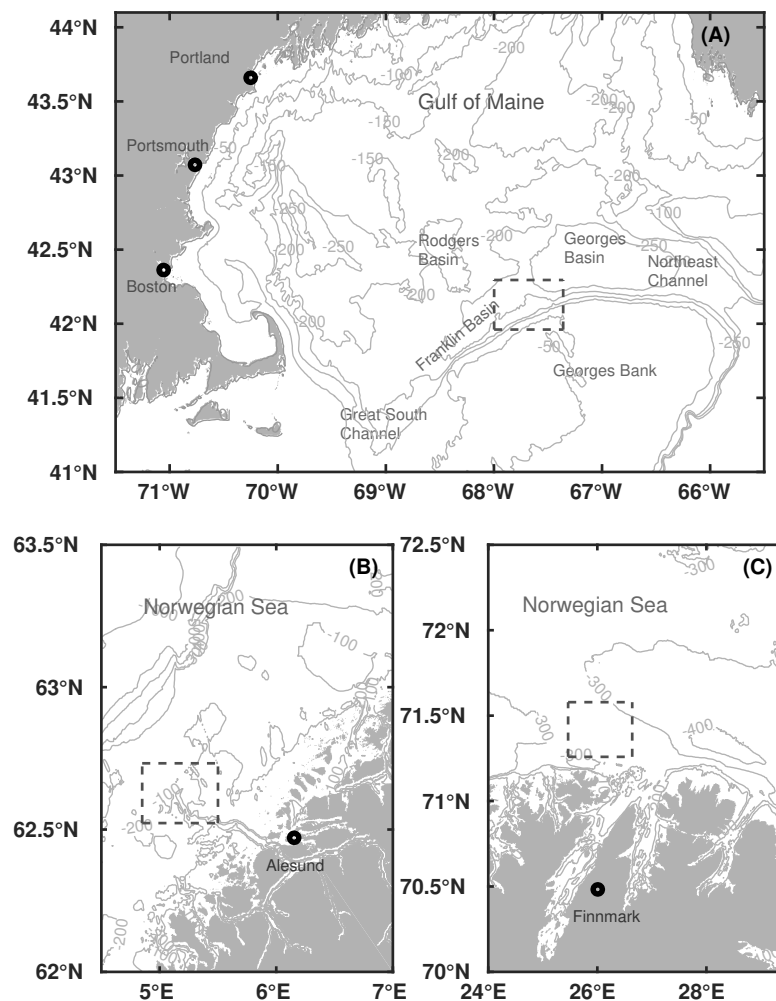 44°N
43.5°N
43°N
42.5°N
42°N
41.5°N
41°N
71°W
70°W
69°W
68°W
67°W
66°W
(A)
Portland
Portsmouth
Boston
Gulf of Maine
Rodgers
Basin
Georges
Basin
Northeast
Channel
Franklin Basin
Georges Bank
Great South
Channel
-200
-100
-150
-50
-250
63.5°N
63°N
62.5°N
62°N
5°E
6°E
7°E
(B)
Norwegian Sea
-100
-200
Alesund
72.5°N
72°N
71.5°N
71°N
70.5°N
70°N
24°E
26°E
28°E
(C)
Norwegian Sea
-300
-300
-300
-400
Finnmark